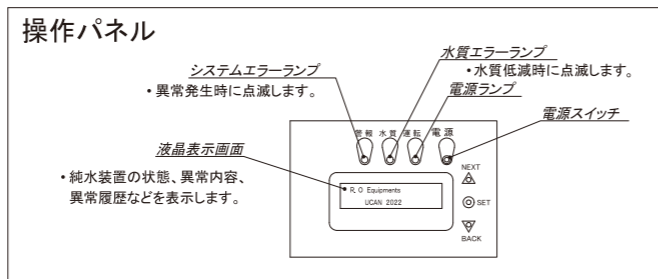 操作パネル
水質エラーランプ
・水質低減時に点滅します。
システムエラーランプ
・異常発生時に点滅します。
電源ランプ
電源スイッチ
警報 水質 運転 電源
液晶表示画面
・純水装置の状態、異常内容、
異常履歴などを表示します。
R, O Equipments
UCAN 2022
NEXT
SET
BACK